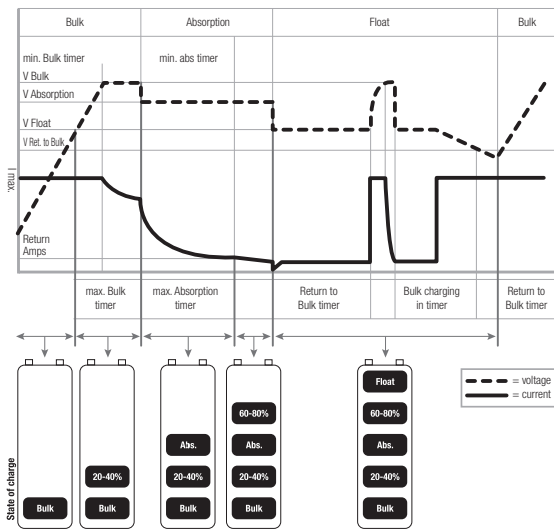 Bulk Absorption Float Bulk
min. Bulk timer min. abs timer
V Bulk
V Absorption
V Float
V Ret. to Bulk
I max.
Return
Amps
max. Bulk
timer
max. Absorption
timer
Return to
Bulk timer
Bulk charging
in timer
Return to
Bulk timer
= voltage
= current
State of charge
Bulk
20-40%
Bulk
Abs.
20-40%
Bulk
60-80%
Abs.
20-40%
Bulk
Float
60-80%
Abs.
20-40%
Bulk